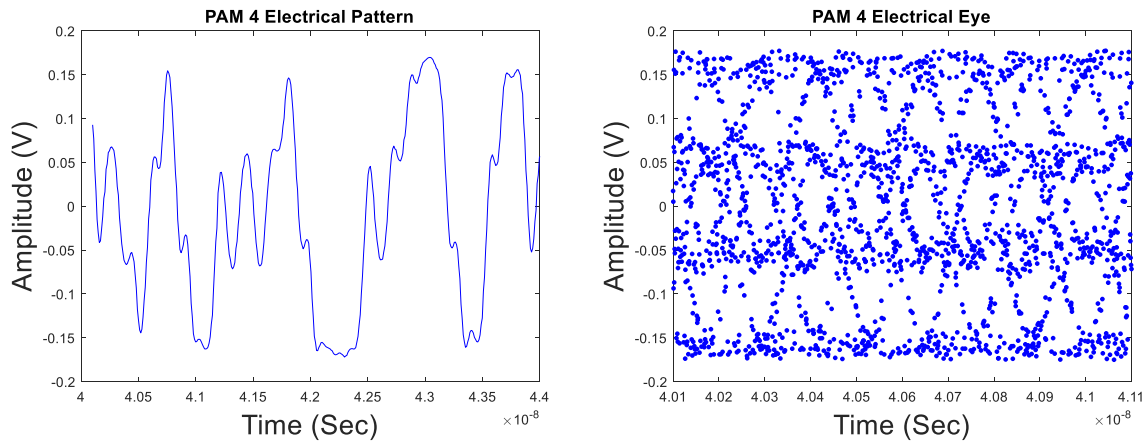 PAM 4 Electrical Pattern
Amplitude (V)
0.2
0.15
0.1
0.05
0
-0.05
-0.1
-0.15
-0.2
4 4.05 4.1 4.15 4.2 4.25 4.3 4.35 4.4
Time (Sec)
×10-8
PAM 4 Electrical Eye
Amplitude (V)
0.2
0.15
0.1
0.05
0
-0.05
-0.1
-0.15
-0.2
4.01 4.02 4.03 4.04 4.05 4.06 4.07 4.08 4.09 4.1 4.11
Time (Sec)
×10-8